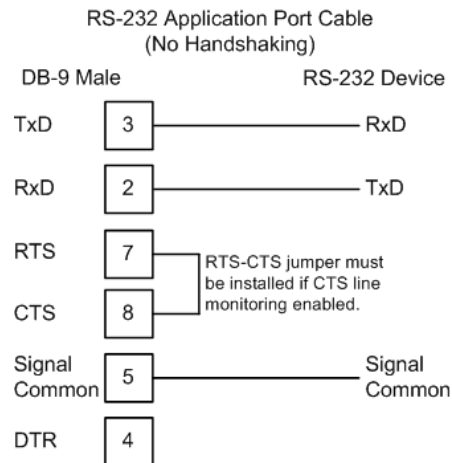 RS-232 Application Port Cable
(No Handshaking)
DB-9 Male
RS-232 Device
TxD
3
RxD
RxD
2
TxD
RTS
7
RTS-CTS jumper must
be installed if CTS line
monitoring enabled.
CTS
8
Signal
Common
5
Signal
Common
DTR
4